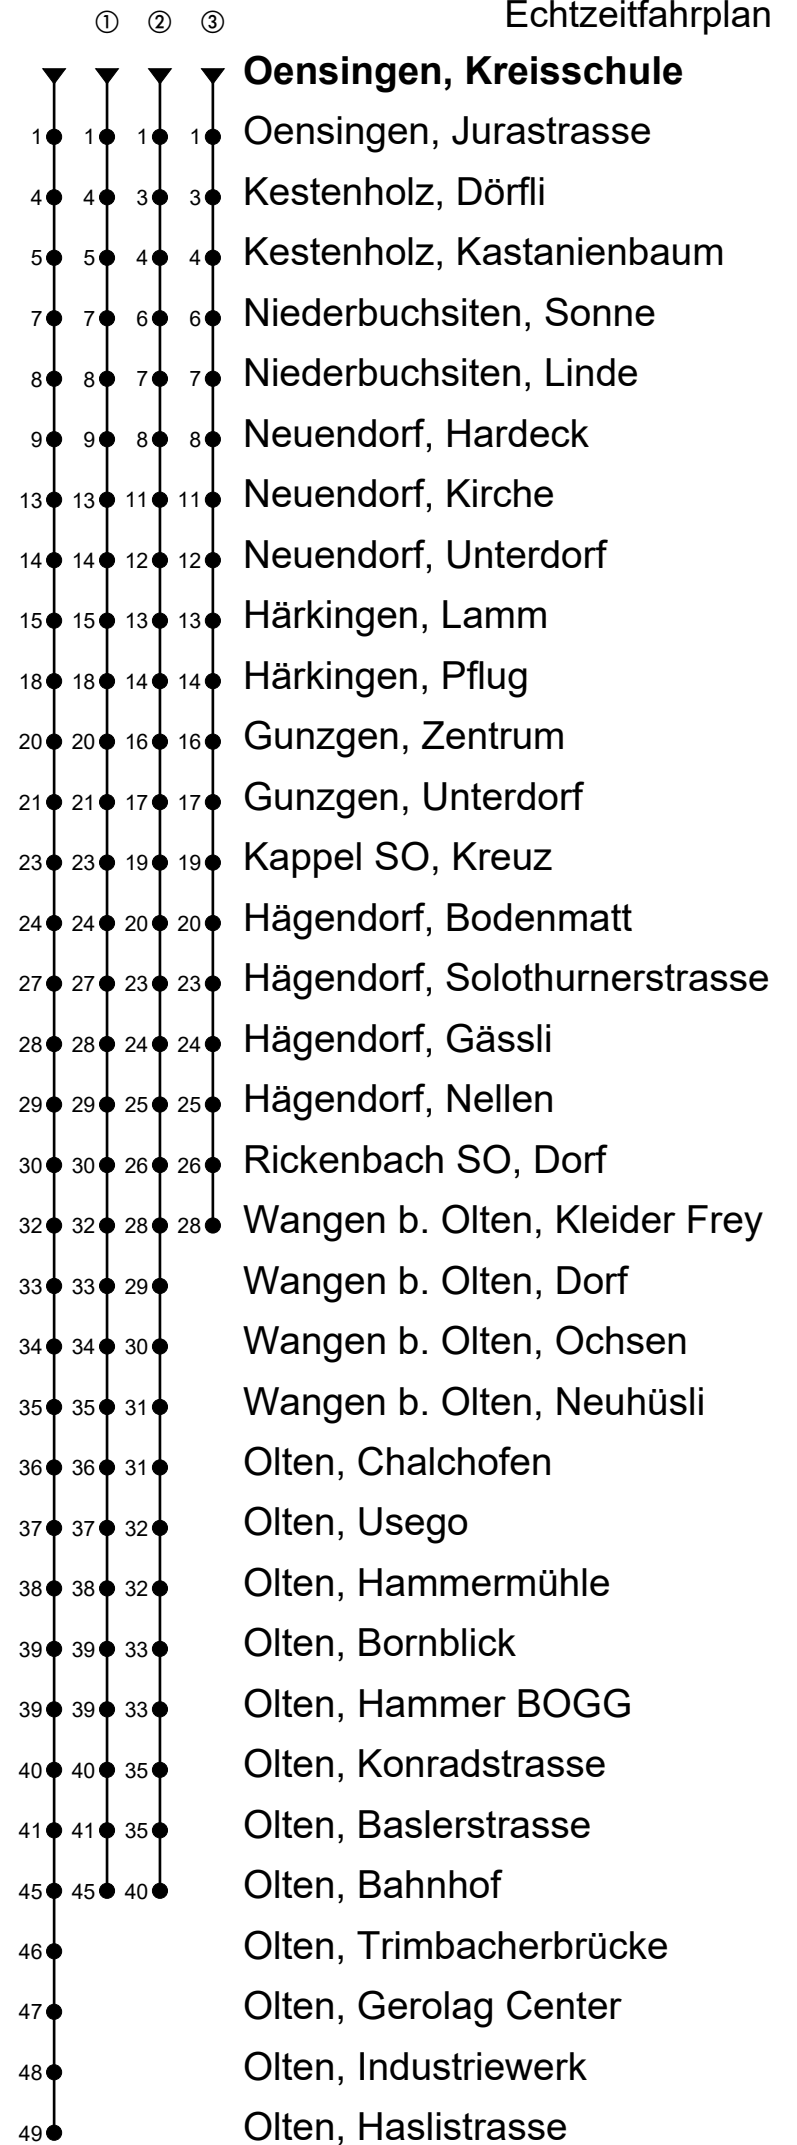 ① ② ③ Echtzeitfahrplan
Oensingen, Kreisschule
1 1 1 1 Oensingen, Jurastrasse
4 4 3 3 Kestenholz, Dörfli
5 5 4 4 Kestenholz, Kastanienbaum
7 7 6 6 Niederbuchsiten, Sonne
8 8 7 7 Niederbuchsiten, Linde
9 9 8 8 Neuendorf, Hardeck
13 13 11 11 Neuendorf, Kirche
14 14 12 12 Neuendorf, Unterdorf
15 15 13 13 Härkingen, Lamm
18 18 14 14 Härkingen, Pflug
20 20 16 16 Gunzgen, Zentrum
21 21 17 17 Gunzgen, Unterdorf
23 23 19 19 Kappel SO, Kreuz
24 24 20 20 Hägendorf, Bodenmatt
27 27 23 23 Hägendorf, Solothurnerstrasse
28 28 24 24 Hägendorf, Gässli
29 29 25 25 Hägendorf, Nellen
30 30 26 26 Rickenbach SO, Dorf
32 32 28 28 Wangen b. Olten, Kleider Frey
33 33 29 Wangen b. Olten, Dorf
34 34 30 Wangen b. Olten, Ochsen
35 35 31 Wangen b. Olten, Neuhüsli
36 36 31 Olten, Chalchofen
37 37 32 Olten, Usego
38 38 32 Olten, Hammermühle
39 39 33 Olten, Bornblick
39 39 33 Olten, Hammer BOGG
40 40 35 Olten, Konradstrasse
41 41 35 Olten, Baslerstrasse
45 45 40 Olten, Bahnhof
46 Olten, Trimbacherbrücke
47 Olten, Gerolag Center
48 Olten, Industriewerk
49 Olten, Haslistrasse